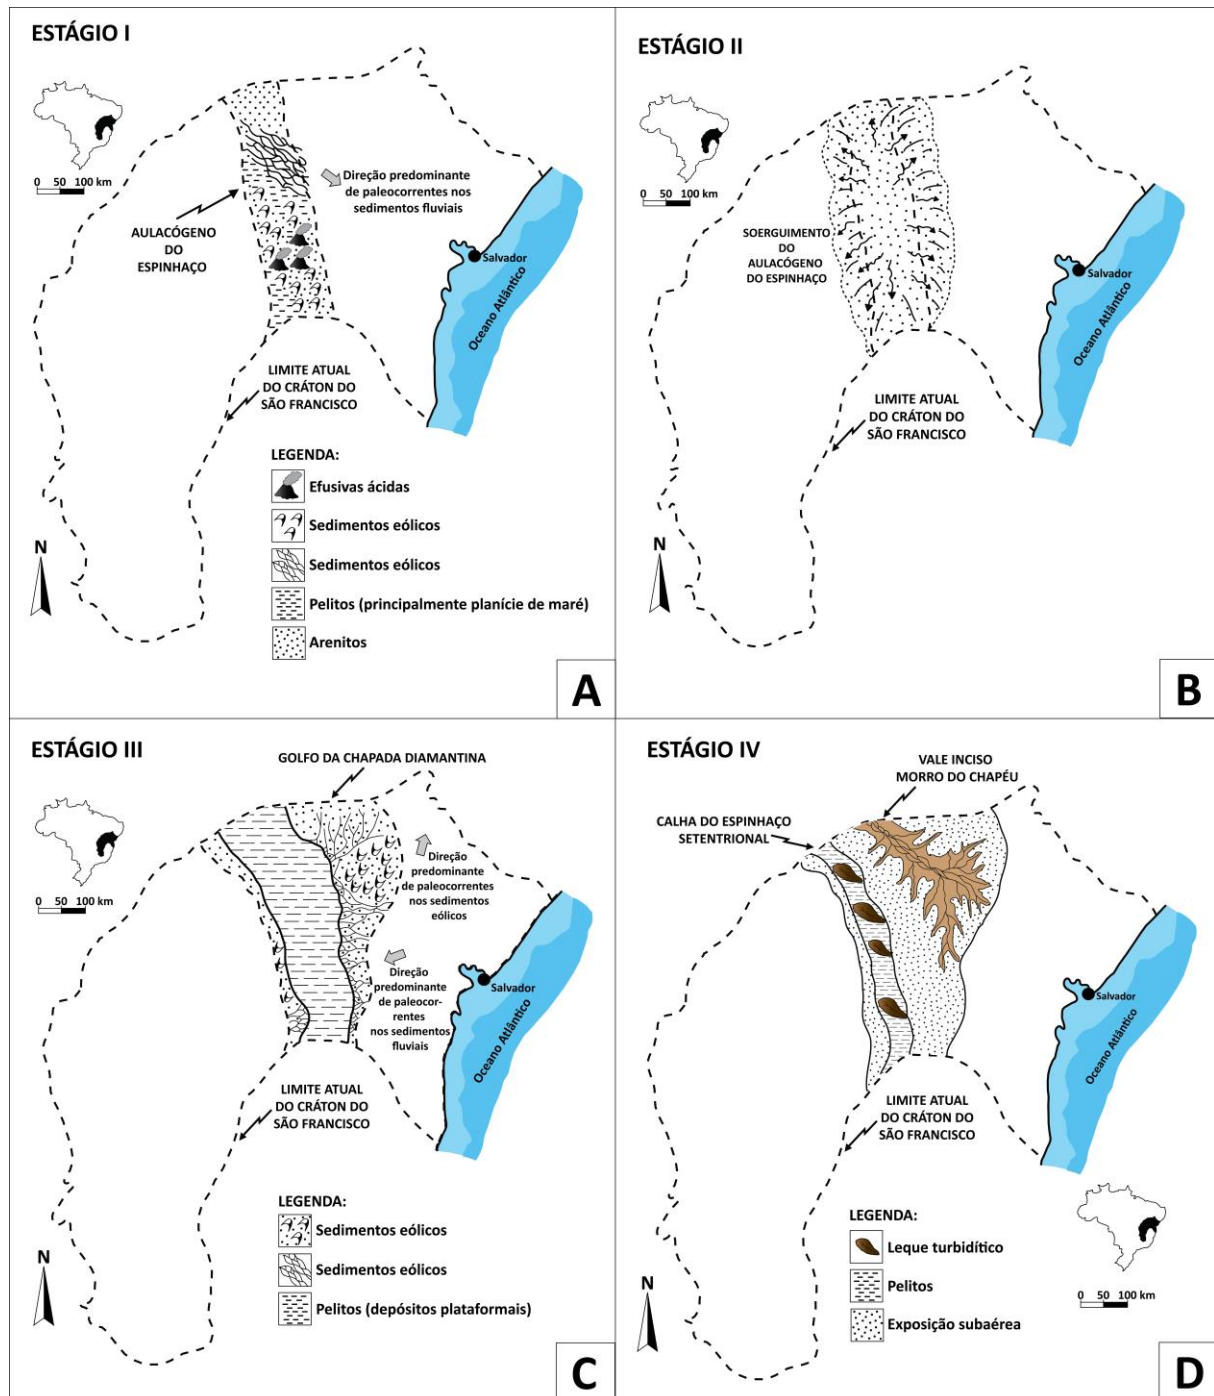 ESTÁGIO I
0 50 100 km
Direção predominante
de paleocorrentes nos
sedimentos fluviais
AULACÓGENO
DO
ESPINHAÇO
Salvador
Oceano Atlântico
LIMITE ATUAL
DO CRÁTON DO
SÃO FRANCISCO
LEGENDA:
Efusivas ácidas
Sedimentos eólicos
Sedimentos eólicos
Pelitos (principalmente planície de maré)
Arenitos
N
A
ESTÁGIO II
0 50 100 km
SOERGUIMENTO
DO
AULACÓGENO
DO ESPINHAÇO
Salvador
Oceano Atlântico
LIMITE ATUAL
DO CRÁTON DO
SÃO FRANCISCO
N
B
ESTÁGIO III
GOLFO DA CHAPADA DIAMANTINA
0 50 100 km
Direção
predominante
de paleocorrentes
nos sedimentos
eólicos
Direção
predominante
de paleocor-
rentes
nos sedimentos
fluviais
Salvador
Oceano Atlântico
LIMITE ATUAL
DO CRÁTON DO
SÃO FRANCISCO
LEGENDA:
Sedimentos eólicos
Sedimentos eólicos
Pelitos (depósitos plataformais)
N
C
ESTÁGIO IV
VALE INCISO
MORRO DO CHAPÉU
CALHA DO ESPINHAÇO
SETENTRIONAL
Salvador
Oceano Atlântico
LIMITE ATUAL
DO CRÁTON DO
SÃO FRANCISCO
LEGENDA:
Leque turbidítico
Pelitos
Exposição subaérea
N
0 50 100 km
D